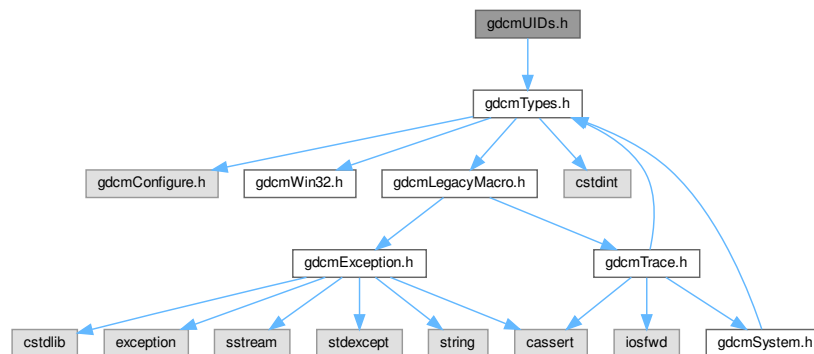 gdcmUIDs.h
gdcmTypes.h
gdcmConfigure.h
gdcmWin32.h
gdcmLegacyMacro.h
cstdint
gdcmException.h
gdcmTrace.h
cstdlib
exception
sstream
stdexcept
string
cassert
iosfwd
gdcmSystem.h